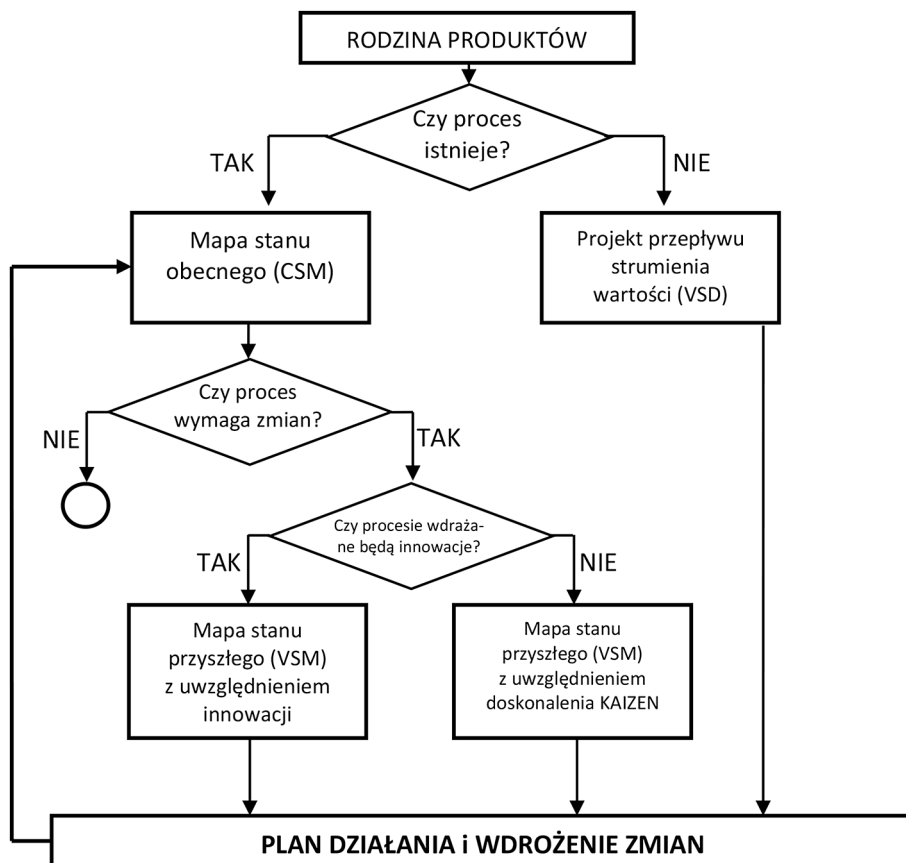 RODZINA PRODUKTÓW
Czy proces
istnieje?
TAK
NIE
Mapa stanu
obecnego (CSM)
Projekt przepływu
strumienia
wartości (VSD)
Czy proces
wymaga zmian?
NIE
TAK
Czy procesie wdraża-
ne będą innowacje?
TAK
NIE
Mapa stanu
przyszłego (VSM)
z uwzględnieniem
innowacji
Mapa stanu
przyszłego (VSM)
z uwzględnieniem
doskonalenia KAIZEN
PLAN DZIAŁANIA i WDROŻENIE ZMIAN